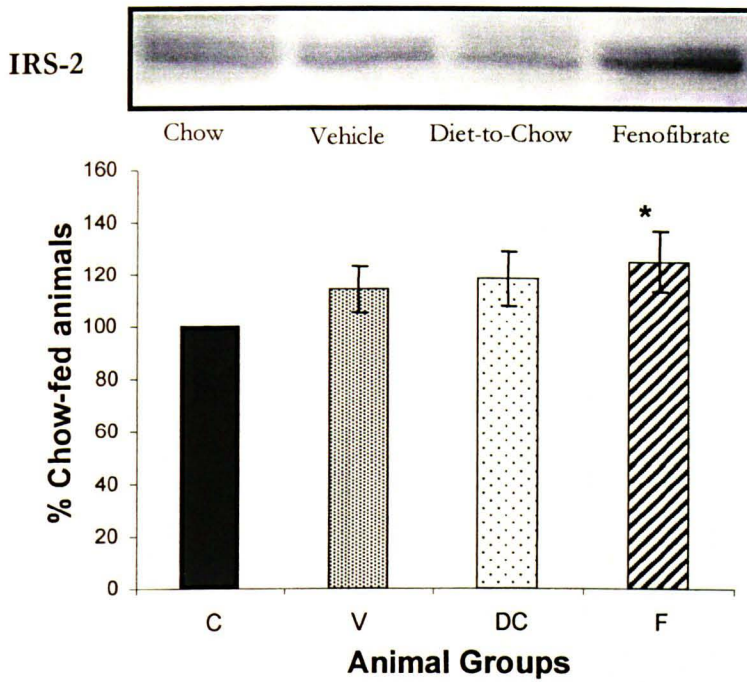 IRS-2
Chow Vehicle Diet-to-Chow Fenofibrate
% Chow-fed animals
160
140
120
100
80
60
40
20
0
*
C V DC F
Animal Groups